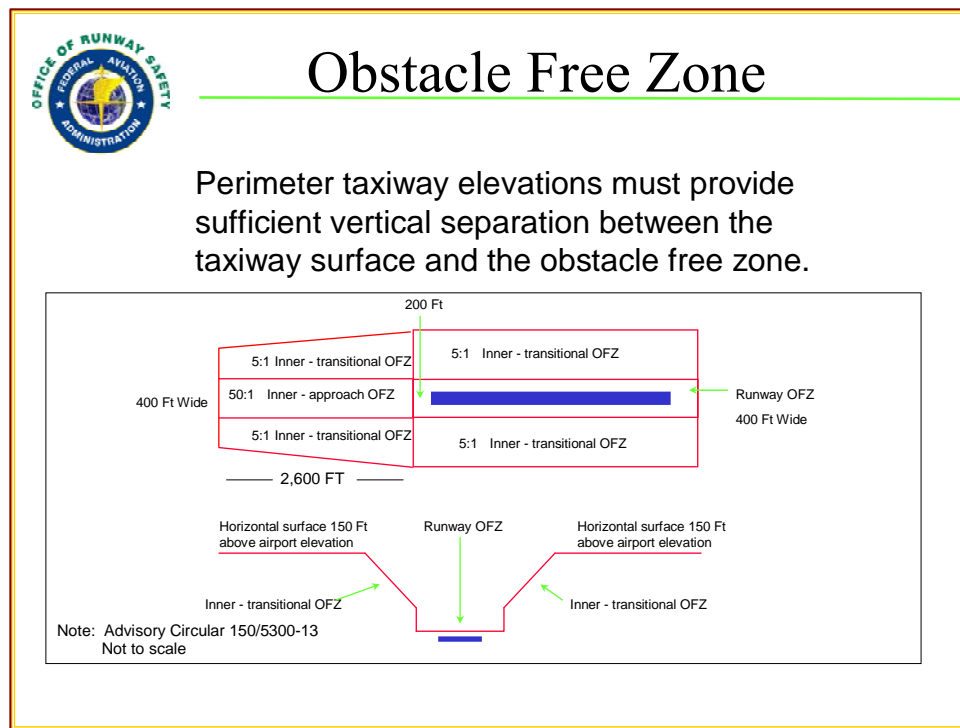 OFFICE OF RUNWAY SAFETY
FEDERAL AVIATION
ADMINISTRATION
Obstacle Free Zone
Perimeter taxiway elevations must provide
sufficient vertical separation between the
taxiway surface and the obstacle free zone.
200 Ft
5:1 Inner - transitional OFZ
5:1 Inner - transitional OFZ
400 Ft Wide
50:1 Inner - approach OFZ
Runway OFZ
400 Ft Wide
5:1 Inner - transitional OFZ
5:1 Inner - transitional OFZ
2,600 FT
Horizontal surface 150 Ft
above airport elevation
Runway OFZ
Horizontal surface 150 Ft
above airport elevation
Inner - transitional OFZ
Inner - transitional OFZ
Note: Advisory Circular 150/5300-13
Not to scale